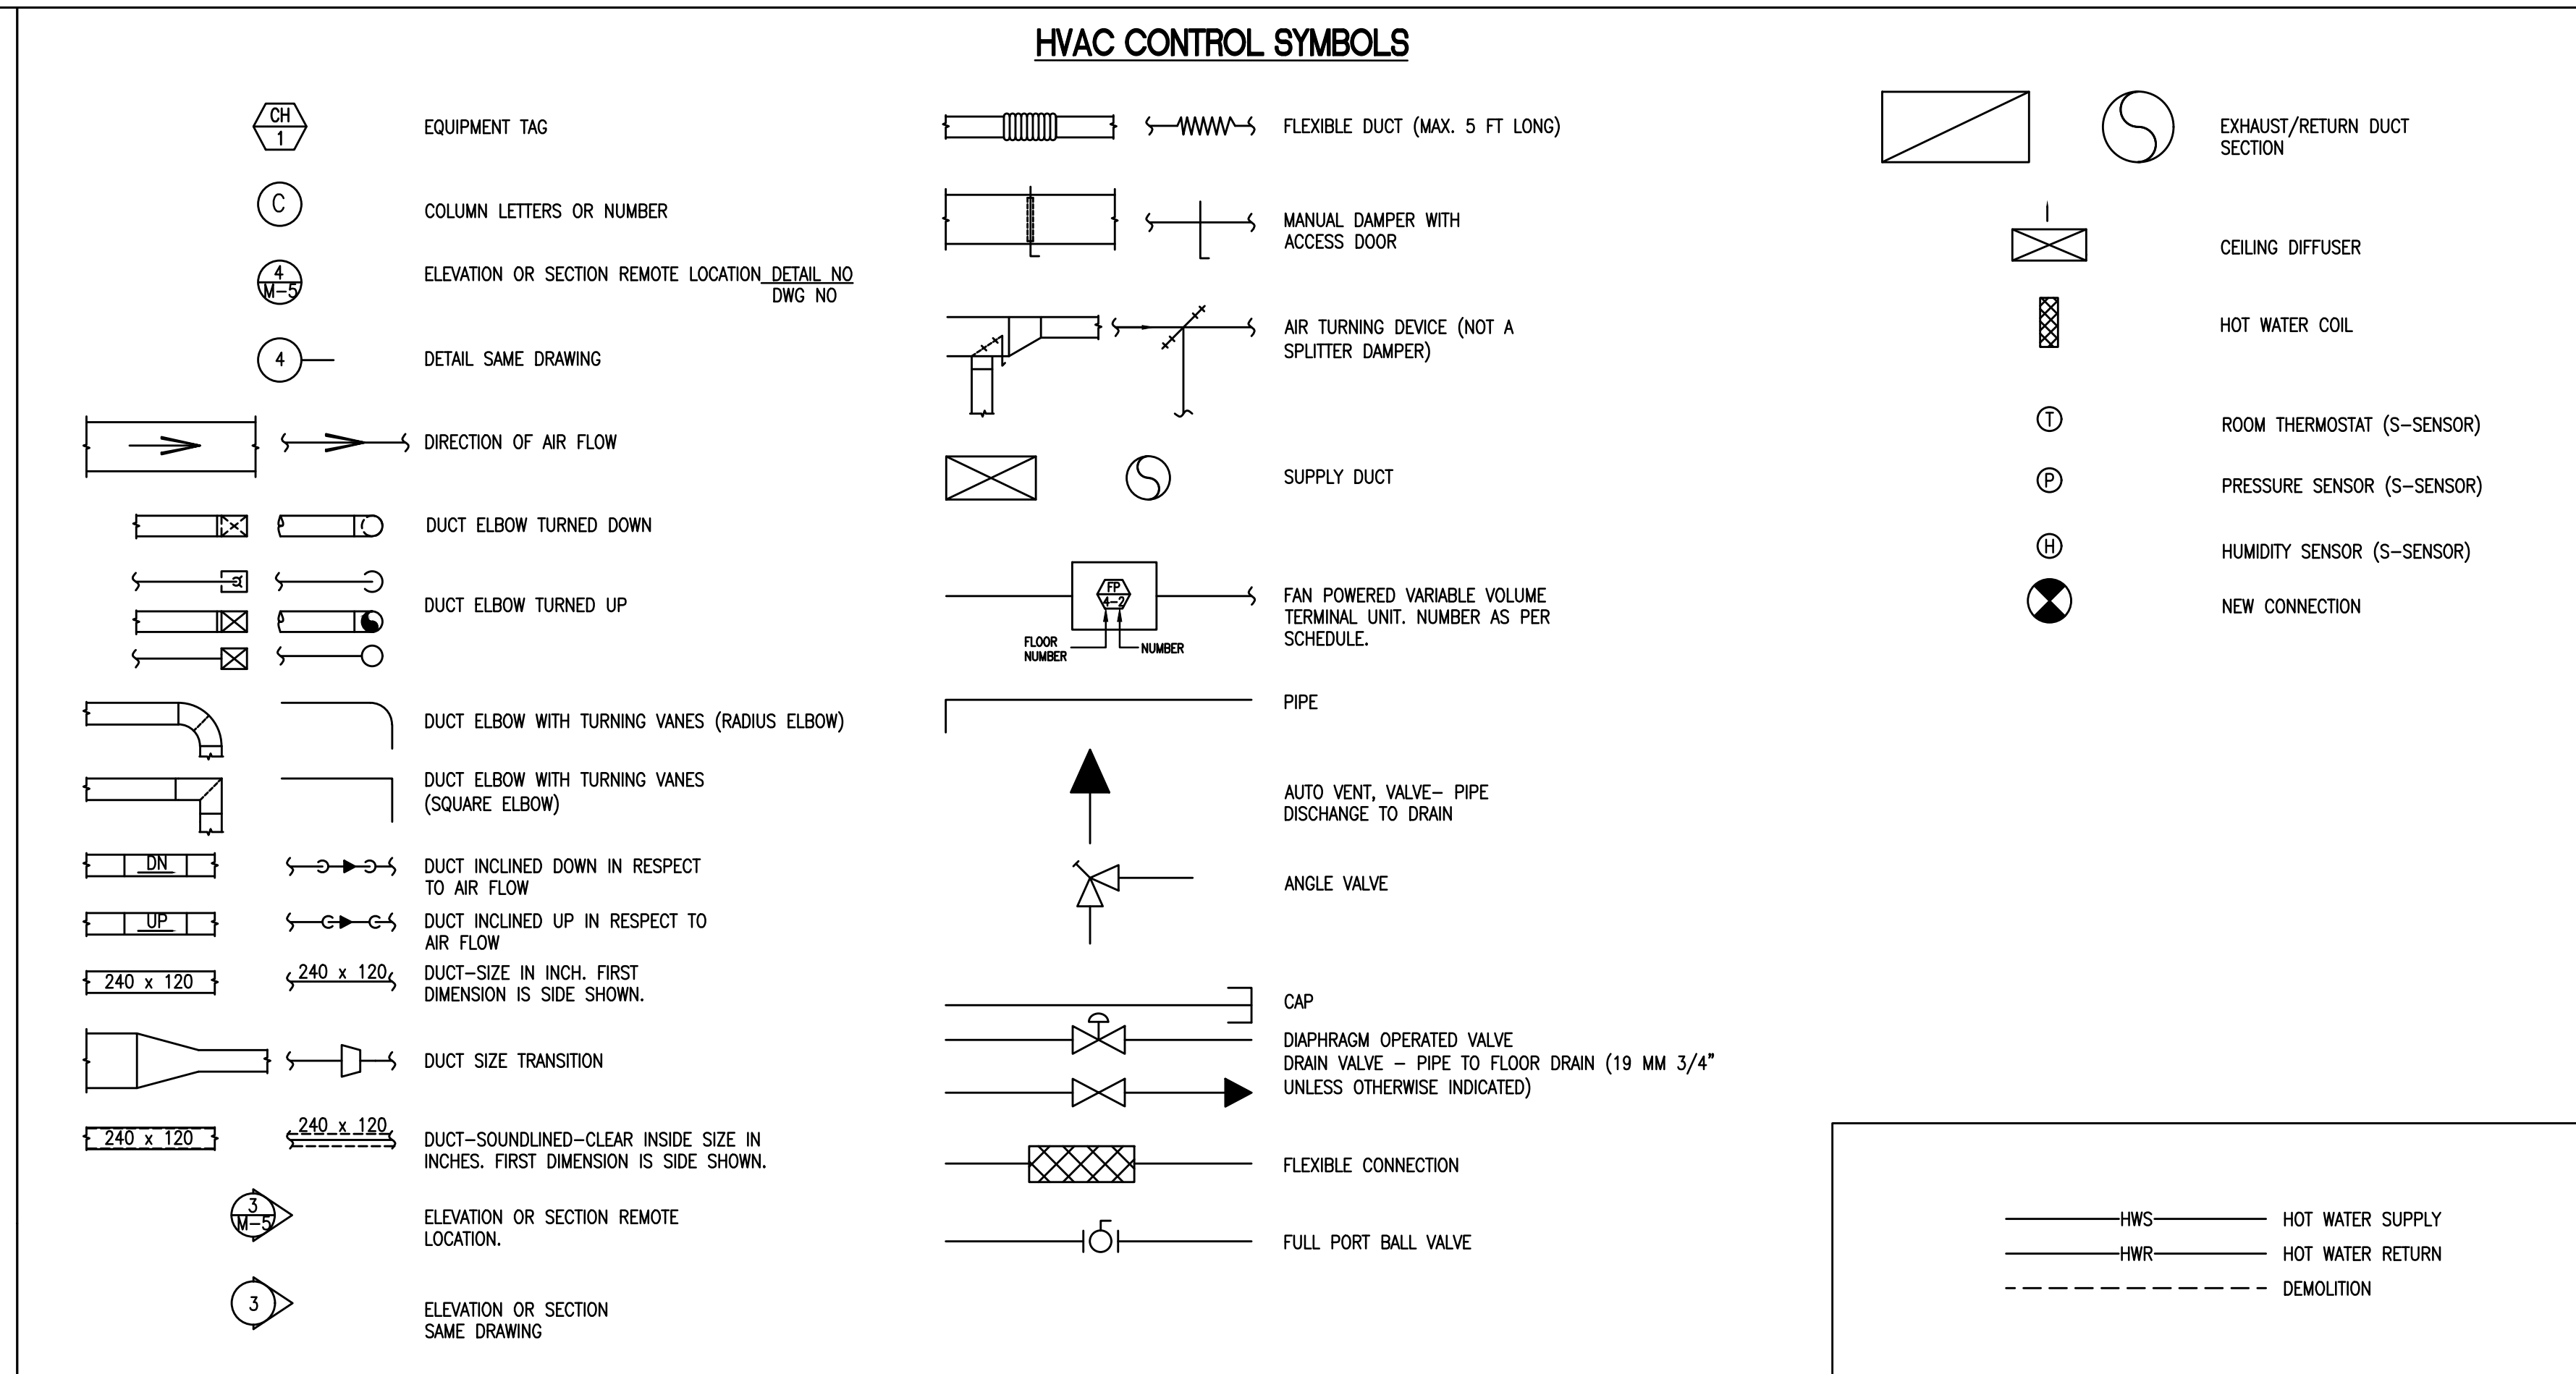 HVAC CONTROL SYMBOLS
CH
1
EQUIPMENT TAG
C
COLUMN LETTERS OR NUMBER
4
M-5
ELEVATION OR SECTION REMOTE LOCATION DETAIL NO
DWG NO
4
DETAIL SAME DRAWING
DIRECTION OF AIR FLOW
DUCT ELBOW TURNED DOWN
DUCT ELBOW TURNED UP
DUCT ELBOW WITH TURNING VANES (RADIUS ELBOW)
DUCT ELBOW WITH TURNING VANES
(SQUARE ELBOW)
DN
DUCT INCLINED DOWN IN RESPECT
TO AIR FLOW
UP
DUCT INCLINED UP IN RESPECT TO
AIR FLOW
240 x 120
240 x 120
DUCT-SIZE IN INCH. FIRST
DIMENSION IS SIDE SHOWN.
DUCT SIZE TRANSITION
240 x 120
240 x 120
DUCT-SOUNDLINED-CLEAR INSIDE SIZE IN
INCHES. FIRST DIMENSION IS SIDE SHOWN.
3
M-5
ELEVATION OR SECTION REMOTE
LOCATION.
3
ELEVATION OR SECTION
SAME DRAWING
FLEXIBLE DUCT (MAX. 5 FT LONG)
MANUAL DAMPER WITH
ACCESS DOOR
AIR TURNING DEVICE (NOT A
SPLITTER DAMPER)
SUPPLY DUCT
FP
4-2
FLOOR
NUMBER
NUMBER
FAN POWERED VARIABLE VOLUME
TERMINAL UNIT. NUMBER AS PER
SCHEDULE.
PIPE
AUTO VENT, VALVE- PIPE
DISCHARGE TO DRAIN
ANGLE VALVE
CAP
DIAPHRAGM OPERATED VALVE
DRAIN VALVE - PIPE TO FLOOR DRAIN (19 MM 3/4"
UNLESS OTHERWISE INDICATED)
FLEXIBLE CONNECTION
FULL PORT BALL VALVE
EXHAUST/RETURN DUCT
SECTION
CEILING DIFFUSER
HOT WATER COIL
T
ROOM THERMOSTAT (S-SENSOR)
P
PRESSURE SENSOR (S-SENSOR)
H
HUMIDITY SENSOR (S-SENSOR)
NEW CONNECTION
HWS
HOT WATER SUPPLY
HWR
HOT WATER RETURN
DEMOLITION